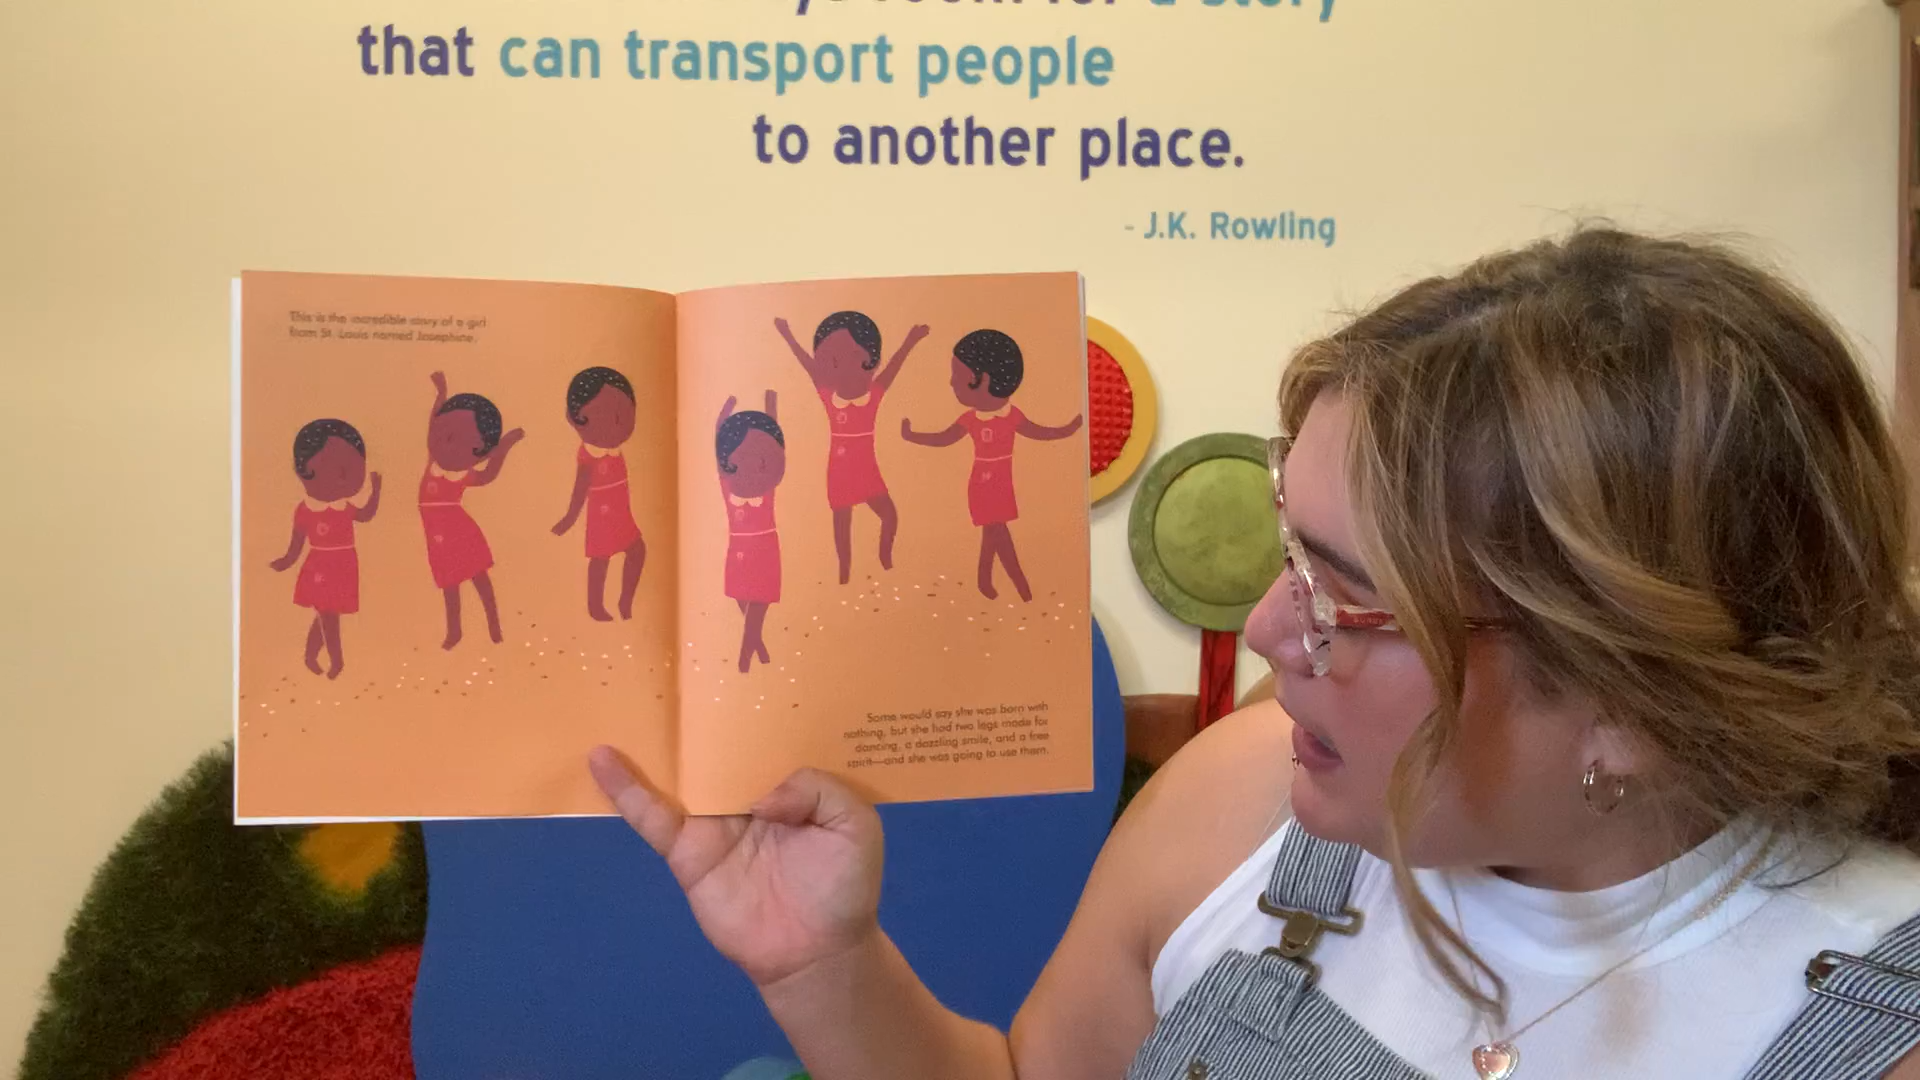 a story
that can transport people
to another place.
- J.K. Rowling
This is the incredible story of a girl
from St. Louis named Josephine.
Some would say she was born with
nothing, but she had two legs made for
dancing, a dazzling smile, and a free
spirit—and she was going to use them.